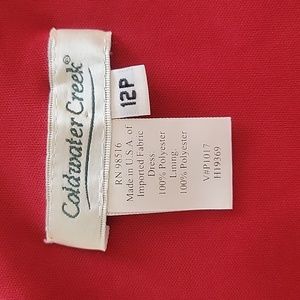 Coldwater Creek®
12P
RN 98516
Made in U.S.A. of
Imported Fabric
Dress
100% Polyester
Lining
100% Polyester
V#P1017
H19369